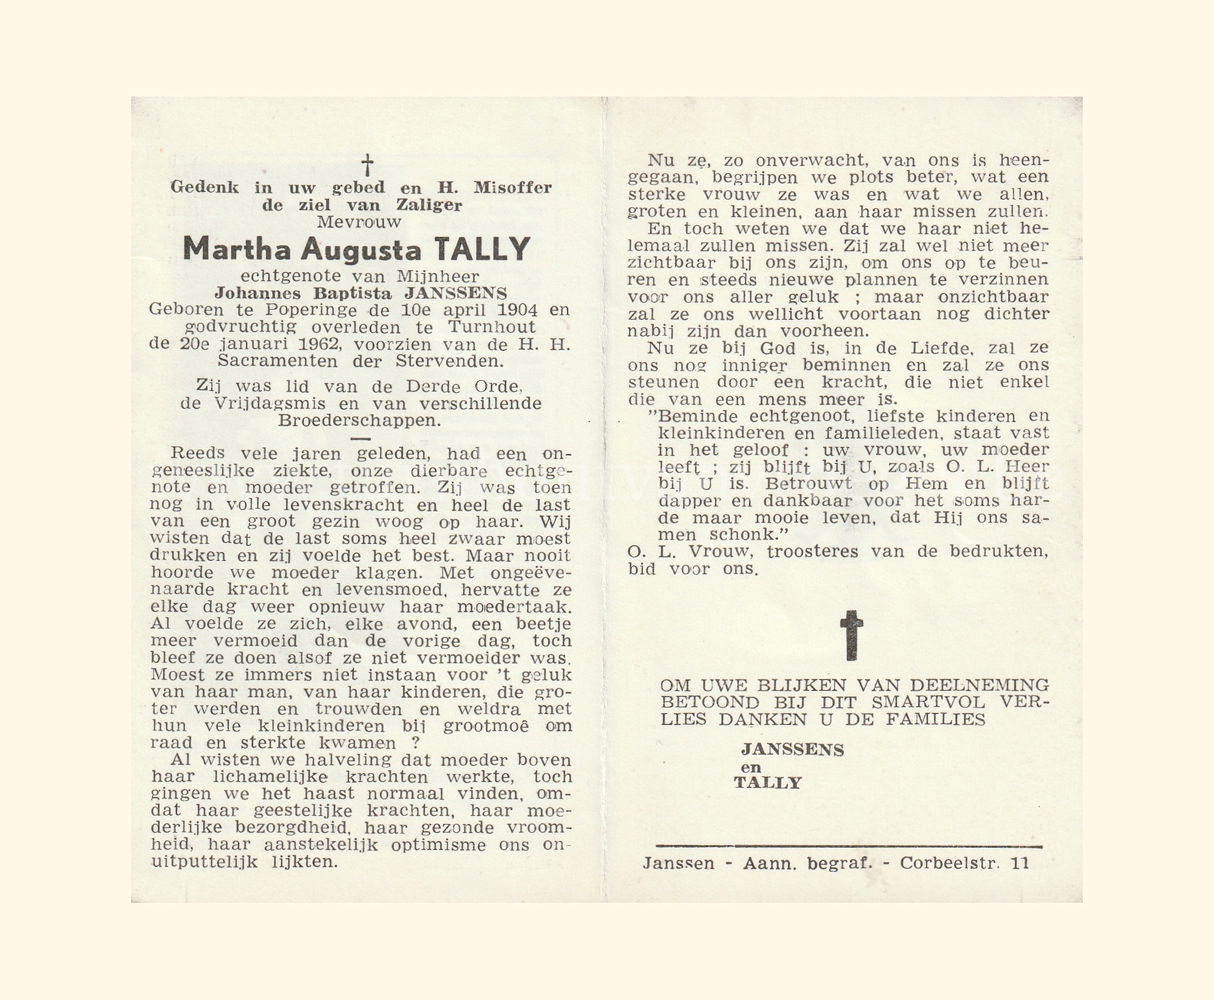 Gedenk in uw gebed en H. Misoffer
de ziel van Zaliger
Mevrouw
Martha Augusta TALLY
echtgenote van Mijnheer
Johannes Baptista JANSSENS
Geboren te Poperinge de 10e april 1904 en
godvruchtig overleden te Turnhout
de 20e januari 1962, voorzien van de H. H.
Sacramenten der Stervenden.
Zij was lid van de Derde Orde,
de Vrijdagsmis en van verschillende
Broederschappen.
Reeds vele jaren geleden, had een on-
geneeslijke ziekte, onze dierbare echtge-
note en moeder getroffen. Zij was toen
nog in volle levenskracht en heel de last
van een groot gezin woog op haar. Wij
wisten dat de last soms heel zwaar moest
drukken en zij voelde het best. Maar nooit
hoorde we moeder klagen. Met ongeëve-
naarde kracht en levensmoed, hervatte ze
elke dag weer opnieuw haar moedertaak.
Al voelde ze zich, elke avond, een beetje
meer vermoeid dan de vorige dag, toch
bleef ze doen alsof ze niet vermoeider was.
Moest ze immers niet instaan voor 't geluk
van haar man, van haar kinderen, die gro-
ter werden en trouwden en weldra met
hun vele kleinkinderen bij grootmoê om
raad en sterkte kwamen ?
Al wisten we halveling dat moeder boven
haar lichamelijke krachten werkte, toch
gingen we het haast normaal vinden, om-
dat haar geestelijke krachten, haar moe-
derlijke bezorgdheid, haar gezonde vroom-
heid, haar aanstekelijk optimisme ons on-
uitputtelijk lijkten.
Nu ze, zo onverwacht, van ons is heen-
gegaan, begrijpen we plots beter, wat een
sterke vrouw ze was en wat we allen,
groten en kleinen, aan haar missen zullen.
En toch weten we dat we haar niet he-
lemaal zullen missen. Zij zal wel niet meer
zichtbaar bij ons zijn, om ons op te beu-
ren en steeds nieuwe plannen te verzinnen
voor ons aller geluk ; maar onzichtbaar
zal ze ons wellicht voortaan nog dichter
nabij zijn dan voorheen.
Nu ze bij God is, in de Liefde, zal ze
ons nog inniger beminnen en zal ze ons
steunen door een kracht, die niet enkel
die van een mens meer is.
"Beminde echtgenoot, liefste kinderen en
kleinkinderen en familieleden, staat vast
in het geloof : uw vrouw, uw moeder
leeft ; zij blijft bij U, zoals O. L. Heer
bij U is. Betrouwt op Hem en blijft
dapper en dankbaar voor het soms har-
de maar mooie leven, dat Hij ons sa-
men schonk."
O. L. Vrouw, troosteres van de bedrukten,
bid voor ons.
OM UWE BLIJKEN VAN DEELNEMING
BETOOND BIJ DIT SMARTVOL VER-
LIES DANKEN U DE FAMILIES
JANSSENS
en
TALLY
Janssen - Aann. begraf. - Corbeelstr. 11